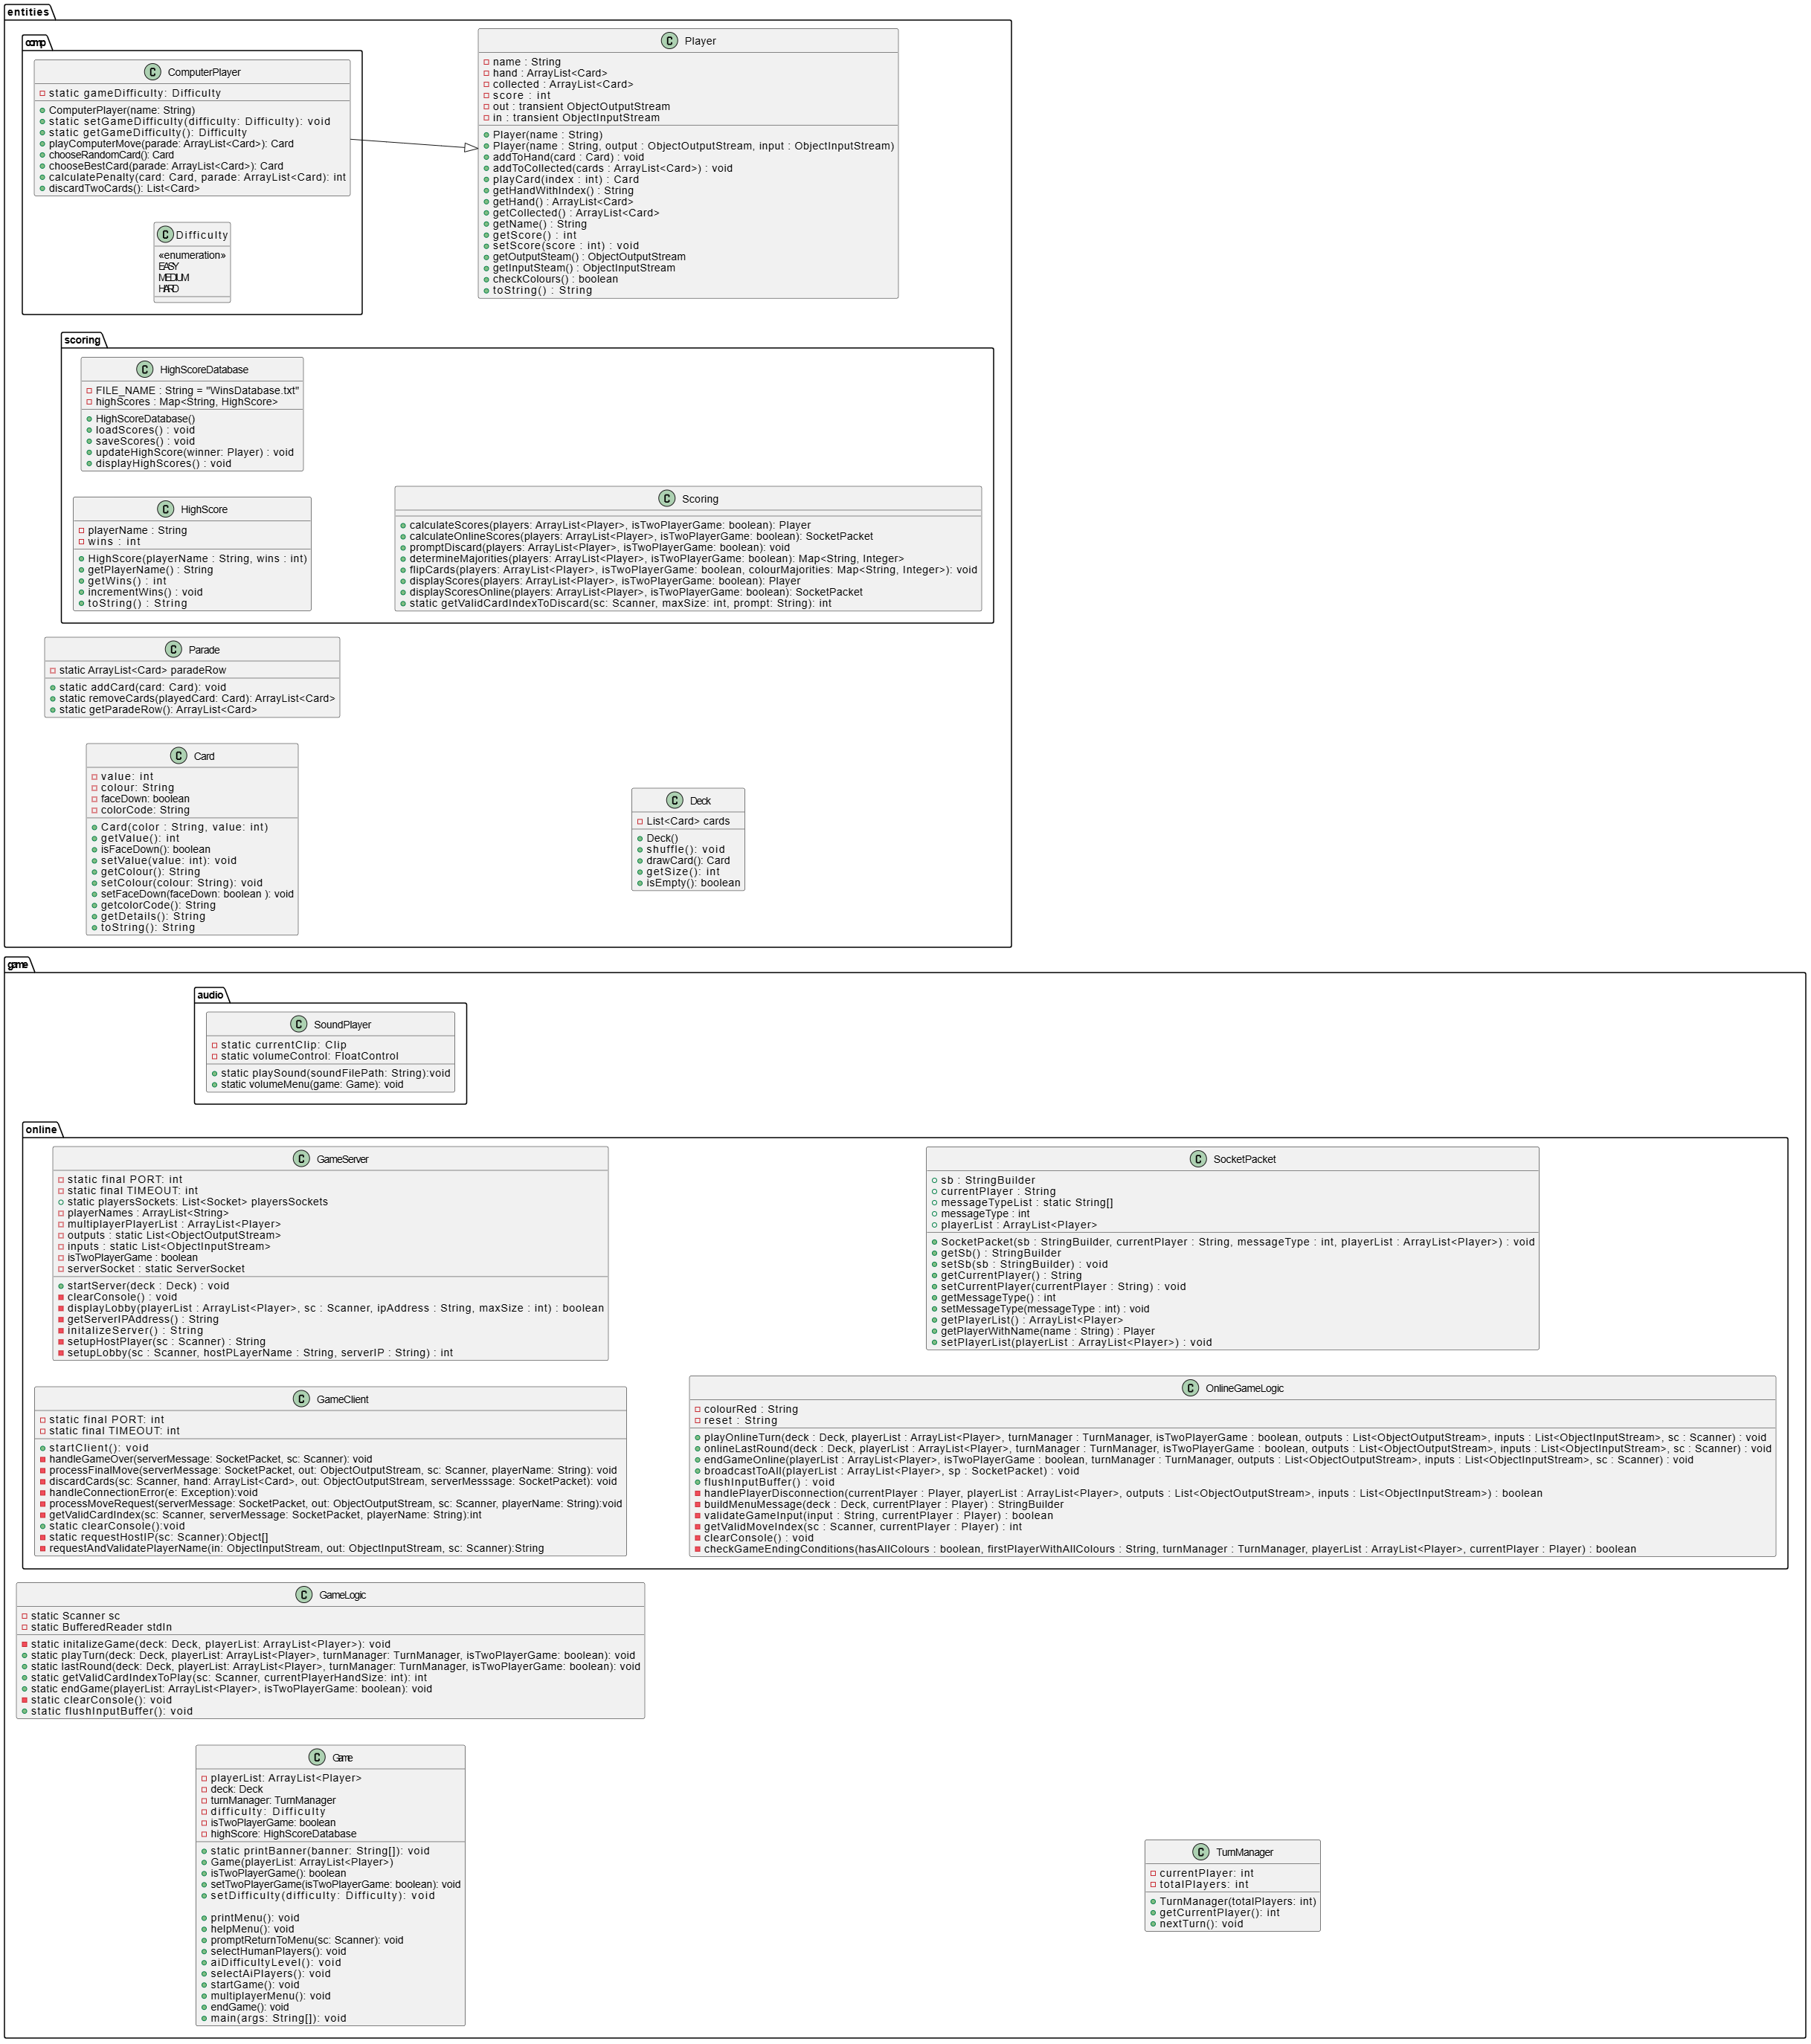 entities
comp
C ComputerPlayer
static gameDifficulty: Difficulty
ComputerPlayer(name: String)
static setGameDifficulty(difficulty: Difficulty): void
static getGameDifficulty(): Difficulty
playComputerMove(parade: ArrayList<Card>): Card
chooseRandomCard(): Card
chooseBestCard(parade: ArrayList<Card>): Card
calculatePenalty(card: Card, parade: ArrayList<Card): int
discardTwoCards(): List<Card>
C Difficulty
«enumeration»
EASY
MEDIUM
HARD
C Player
name : String
hand : ArrayList<Card>
collected : ArrayList<Card>
score : int
out : transient ObjectOutputStream
in : transient ObjectInputStream
Player(name : String)
Player(name : String, output : ObjectOutputStream, input : ObjectInputStream)
addToHand(card : Card) : void
addToCollected(cards : ArrayList<Card>) : void
playCard(index : int) : Card
getHandWithIndex() : String
getHand() : ArrayList<Card>
getCollected() : ArrayList<Card>
getName() : String
getScore() : int
setScore(score : int) : void
getOutputSteam() : ObjectOutputStream
getInputSteam() : ObjectInputStream
checkColours() : boolean
toString() : String
scoring
C HighScoreDatabase
FILE_NAME : String = "WinsDatabase.txt"
highScores : Map<String, HighScore>
HighScoreDatabase()
loadScores() : void
saveScores() : void
updateHighScore(winner: Player) : void
displayHighScores() : void
C HighScore
playerName : String
wins : int
HighScore(playerName : String, wins : int)
getPlayerName() : String
getWins() : int
incrementWins() : void
toString() : String
C Scoring
calculateScores(players: ArrayList<Player>, isTwoPlayerGame: boolean): Player
calculateOnlineScores(players: ArrayList<Player>, isTwoPlayerGame: boolean): SocketPacket
promptDiscard(players: ArrayList<Player>, isTwoPlayerGame: boolean): void
determineMajorities(players: ArrayList<Player>, isTwoPlayerGame: boolean): Map<String, Integer>
flipCards(players: ArrayList<Player>, isTwoPlayerGame: boolean, colourMajorities: Map<String, Integer>): void
displayScores(players: ArrayList<Player>, isTwoPlayerGame: boolean): Player
displayScoresOnline(players: ArrayList<Player>, isTwoPlayerGame: boolean): SocketPacket
static getValidCardIndexToDiscard(sc: Scanner, maxSize: int, prompt: String): int
C Parade
static ArrayList<Card> paradeRow
static addCard(card: Card): void
static removeCards(playedCard: Card): ArrayList<Card>
static getParadeRow(): ArrayList<Card>
C Card
value: int
colour: String
faceDown: boolean
colorCode: String
Card(color : String, value: int)
getValue(): int
isFaceDown(): boolean
setValue(value: int): void
getColour(): String
setColour(colour: String): void
setFaceDown(faceDown: boolean ): void
getcolorCode(): String
getDetails(): String
toString(): String
C Deck
List<Card> cards
Deck()
shuffle(): void
drawCard(): Card
getSize(): int
isEmpty(): boolean
game
audio
C SoundPlayer
static currentClip: Clip
static volumeControl: FloatControl
static playSound(soundFilePath: String):void
static volumeMenu(game: Game): void
online
C GameServer
static final PORT: int
static final TIMEOUT: int
static playersSockets: List<Socket> playersSockets
playerNames : ArrayList<String>
multiplayerPlayerList : ArrayList<Player>
outputs : static List<ObjectOutputStream>
inputs : static List<ObjectInputStream>
isTwoPlayerGame : boolean
serverSocket : static ServerSocket
startServer(deck : Deck) : void
clearConsole() : void
displayLobby(playerList : ArrayList<Player>, sc : Scanner, ipAddress : String, maxSize : int) : boolean
getServerIPAddress() : String
initalizeServer() : String
setupHostPlayer(sc : Scanner) : String
setupLobby(sc : Scanner, hostPLayerName : String, serverIP : String) : int
C SocketPacket
sb : StringBuilder
currentPlayer : String
messageTypeList : static String[]
messageType : int
playerList : ArrayList<Player>
SocketPacket(sb : StringBuilder, currentPlayer : String, messageType : int, playerList : ArrayList<Player>) : void
getSb() : StringBuilder
setSb(sb : StringBuilder) : void
getCurrentPlayer() : String
setCurrentPlayer(currentPlayer : String) : void
getMessageType() : int
setMessageType(messageType : int) : void
getPlayerList() : ArrayList<Player>
getPlayerWithName(name : String) : Player
setPlayerList(playerList : ArrayList<Player>) : void
C GameClient
static final PORT: int
static final TIMEOUT: int
startClient(): void
handleGameOver(serverMessage: SocketPacket, sc: Scanner): void
processFinalMove(serverMessage: SocketPacket, out: ObjectOutputStream, sc: Scanner, playerName: String): void
discardCards(sc: Scanner, hand: ArrayList<Card>, out: ObjectOutputStream, serverMesssage: SocketPacket): void
handleConnectionError(e: Exception):void
processMoveRequest(serverMessage: SocketPacket, out: ObjectOutputStream, sc: Scanner, playerName: String):void
getValidCardIndex(sc: Scanner, serverMessage: SocketPacket, playerName: String):int
static clearConsole():void
static requestHostIP(sc: Scanner):Object[]
requestAndValidatePlayerName(in: ObjectInputStream, out: ObjectInputStream, sc: Scanner):String
C OnlineGameLogic
colourRed : String
reset : String
playOnlineTurn(deck : Deck, playerList : ArrayList<Player>, turnManager : TurnManager, isTwoPlayerGame : boolean, outputs : List<ObjectOutputStream>, inputs : List<ObjectInputStream>, sc : Scanner) : void
onlineLastRound(deck : Deck, playerList : ArrayList<Player>, turnManager : TurnManager, isTwoPlayerGame : boolean, outputs : List<ObjectOutputStream>, inputs : List<ObjectInputStream>, sc : Scanner) : void
endGameOnline(playerList : ArrayList<Player>, isTwoPlayerGame : boolean, turnManager : TurnManager, outputs : List<ObjectOutputStream>, inputs : List<ObjectInputStream>, sc : Scanner) : void
broadcastToAll(playerList : ArrayList<Player>, sp : SocketPacket) : void
flushInputBuffer() : void
handlePlayerDisconnection(currentPlayer : Player, playerList : ArrayList<Player>, outputs : List<ObjectOutputStream>, inputs : List<ObjectInputStream>) : boolean
buildMenuMessage(deck : Deck, currentPlayer : Player) : StringBuilder
validateGameInput(input : String, currentPlayer : Player) : boolean
getValidMoveIndex(sc : Scanner, currentPlayer : Player) : int
clearConsole() : void
checkGameEndingConditions(hasAllColours : boolean, firstPlayerWithAllColours : String, turnManager : TurnManager, playerList : ArrayList<Player>, currentPlayer : Player) : boolean
C GameLogic
static Scanner sc
static BufferedReader stdIn
static initalizeGame(deck: Deck, playerList: ArrayList<Player>): void
static playTurn(deck: Deck, playerList: ArrayList<Player>, turnManager: TurnManager, isTwoPlayerGame: boolean): void
static lastRound(deck: Deck, playerList: ArrayList<Player>, turnManager: TurnManager, isTwoPlayerGame: boolean): void
static getValidCardIndexToPlay(sc: Scanner, currentPlayerHandSize: int): int
static endGame(playerList: ArrayList<Player>, isTwoPlayerGame: boolean): void
static clearConsole(): void
static flushInputBuffer(): void
C Game
playerList: ArrayList<Player>
deck: Deck
turnManager: TurnManager
difficulty: Difficulty
isTwoPlayerGame: boolean
highScore: HighScoreDatabase
static printBanner(banner: String[]): void
Game(playerList: ArrayList<Player>)
isTwoPlayerGame(): boolean
setTwoPlayerGame(isTwoPlayerGame: boolean): void
setDifficulty(difficulty: Difficulty): void
printMenu(): void
helpMenu(): void
promptReturnToMenu(sc: Scanner): void
selectHumanPlayers(): void
aiDifficultyLevel(): void
selectAiPlayers(): void
startGame(): void
multiplayerMenu(): void
endGame(): void
main(args: String[]): void
C TurnManager
currentPlayer: int
totalPlayers: int
TurnManager(totalPlayers: int)
getCurrentPlayer(): int
nextTurn(): void